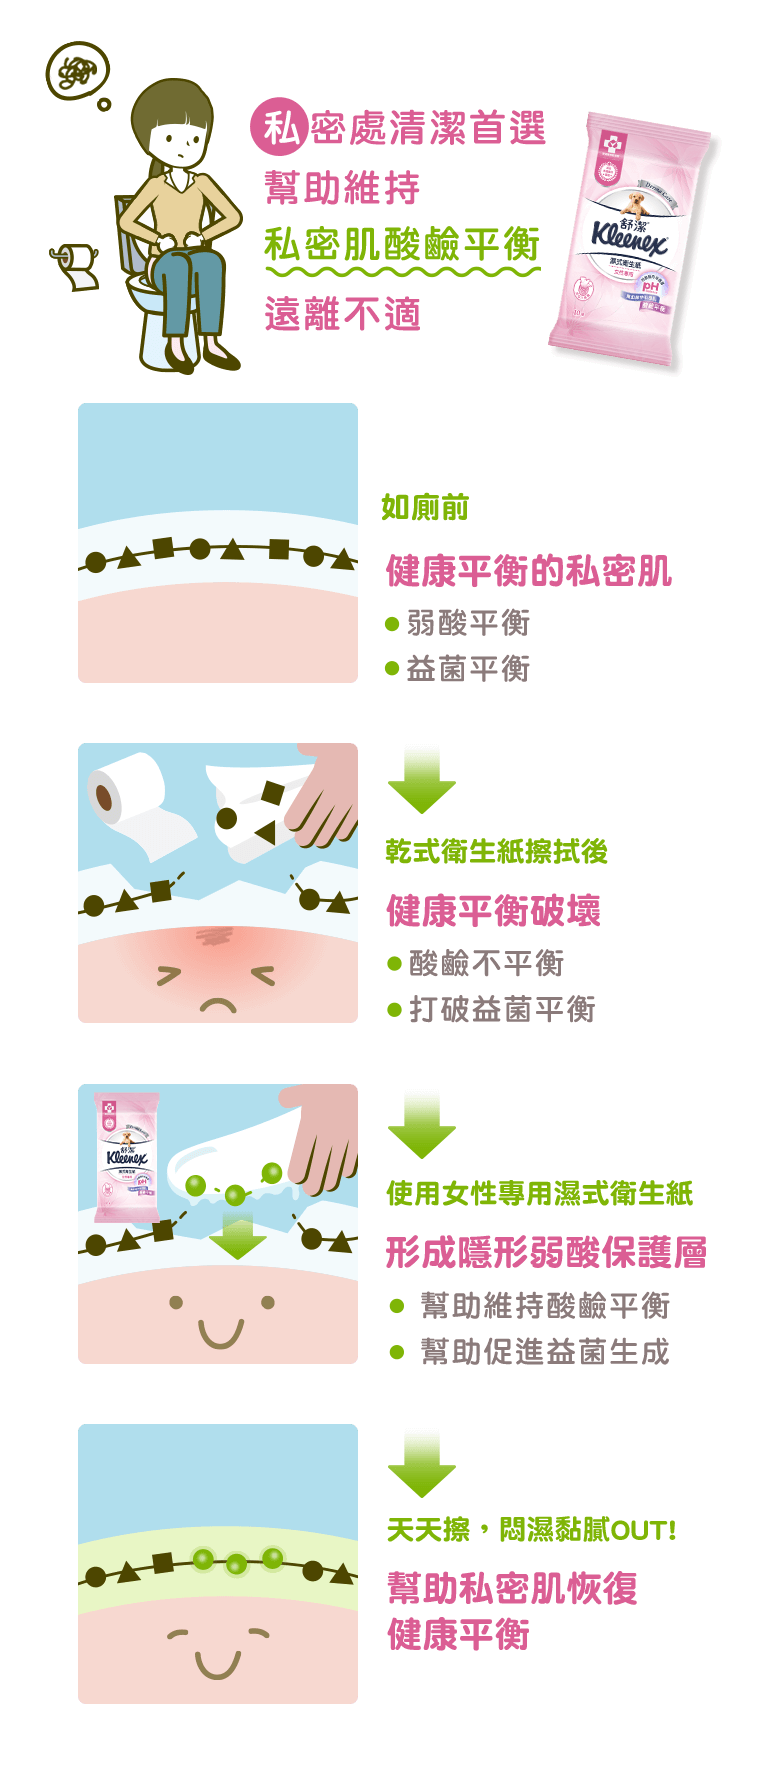 私密處清潔首選
幫助維持
私密肌酸鹼平衡
遠離不適
Derma Care
舒潔
Kleenex
濕式衛生紙
女性專用
pH
如廁前
健康平衡的私密肌
弱酸平衡
益菌平衡
乾式衛生紙擦拭後
健康平衡破壞
酸鹼不平衡
打破益菌平衡
舒潔
Kleenex
pH
使用女性專用濕式衛生紙
形成隱形弱酸保護層
幫助維持酸鹼平衡
幫助促進益菌生成
天天擦，悶濕黏膩OUT!
幫助私密肌恢復
健康平衡